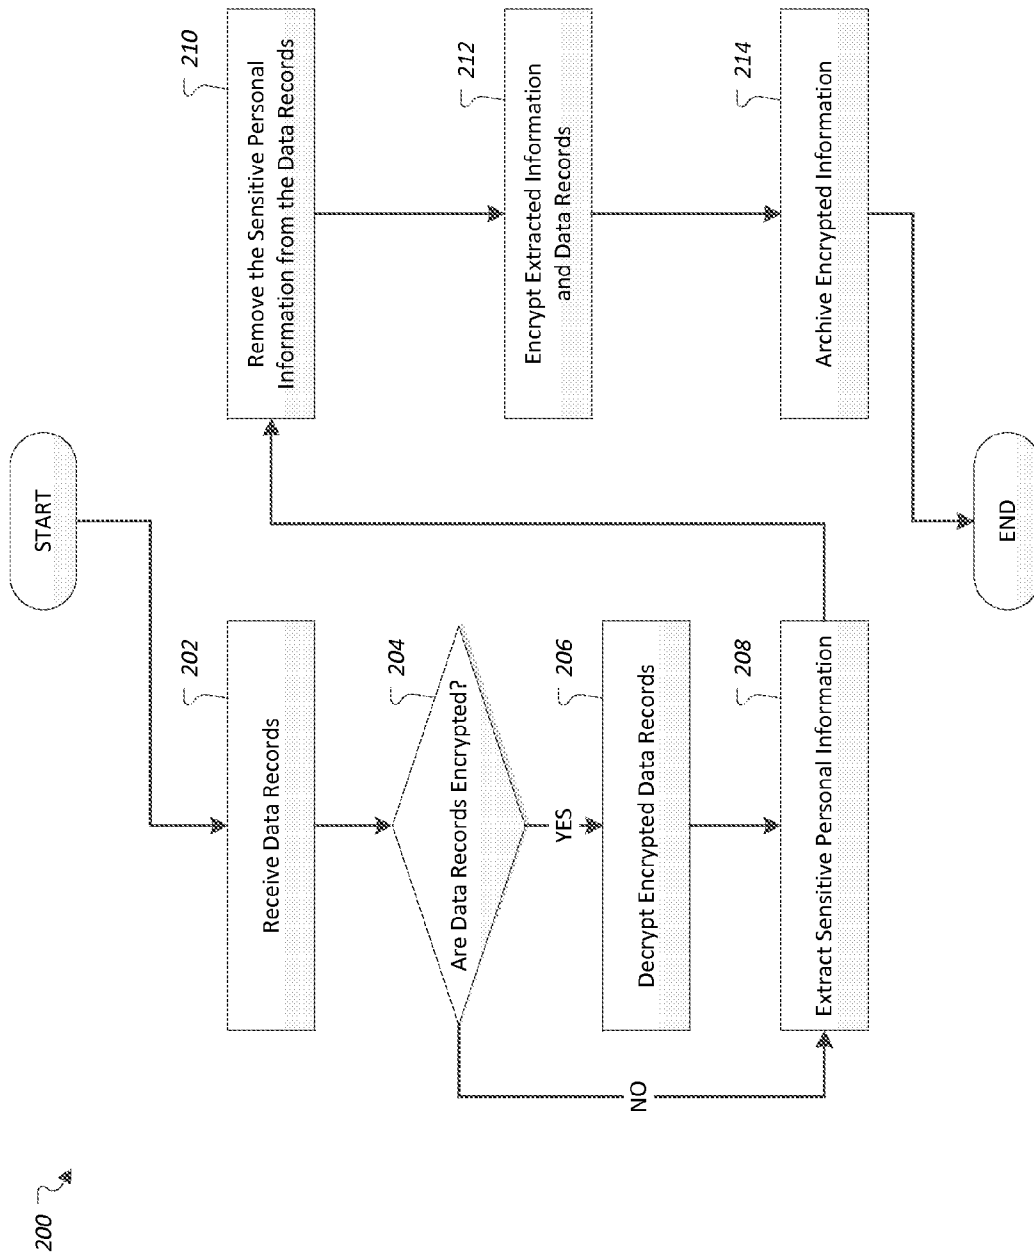 200
START
202
Receive Data Records
204
Are Data Records Encrypted?
YES
NO
206
Decrypt Encrypted Data Records
208
Extract Sensitive Personal Information
210
Remove the Sensitive Personal
Information from the Data Records
212
Encrypt Extracted Information
and Data Records
214
Archive Encrypted Information
END